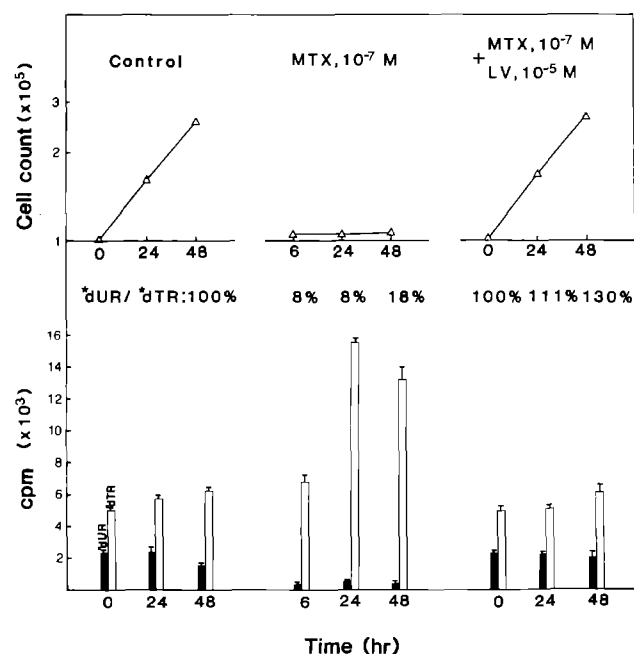 Control
MTX, 10⁻⁷ M
+ MTX, 10⁻⁷ M
LV, 10⁻⁵ M
Cell count (x10⁵)
3
2
1
0 24 48
6 24 48
0 24 48
*dUR/ *dTR: 100%
8% 8% 18%
100% 111% 130%
cpm (x10³)
16
14
12
10
8
6
4
2
*dUR
*dTR
0 24 48
6 24 48
0 24 48
Time (hr)